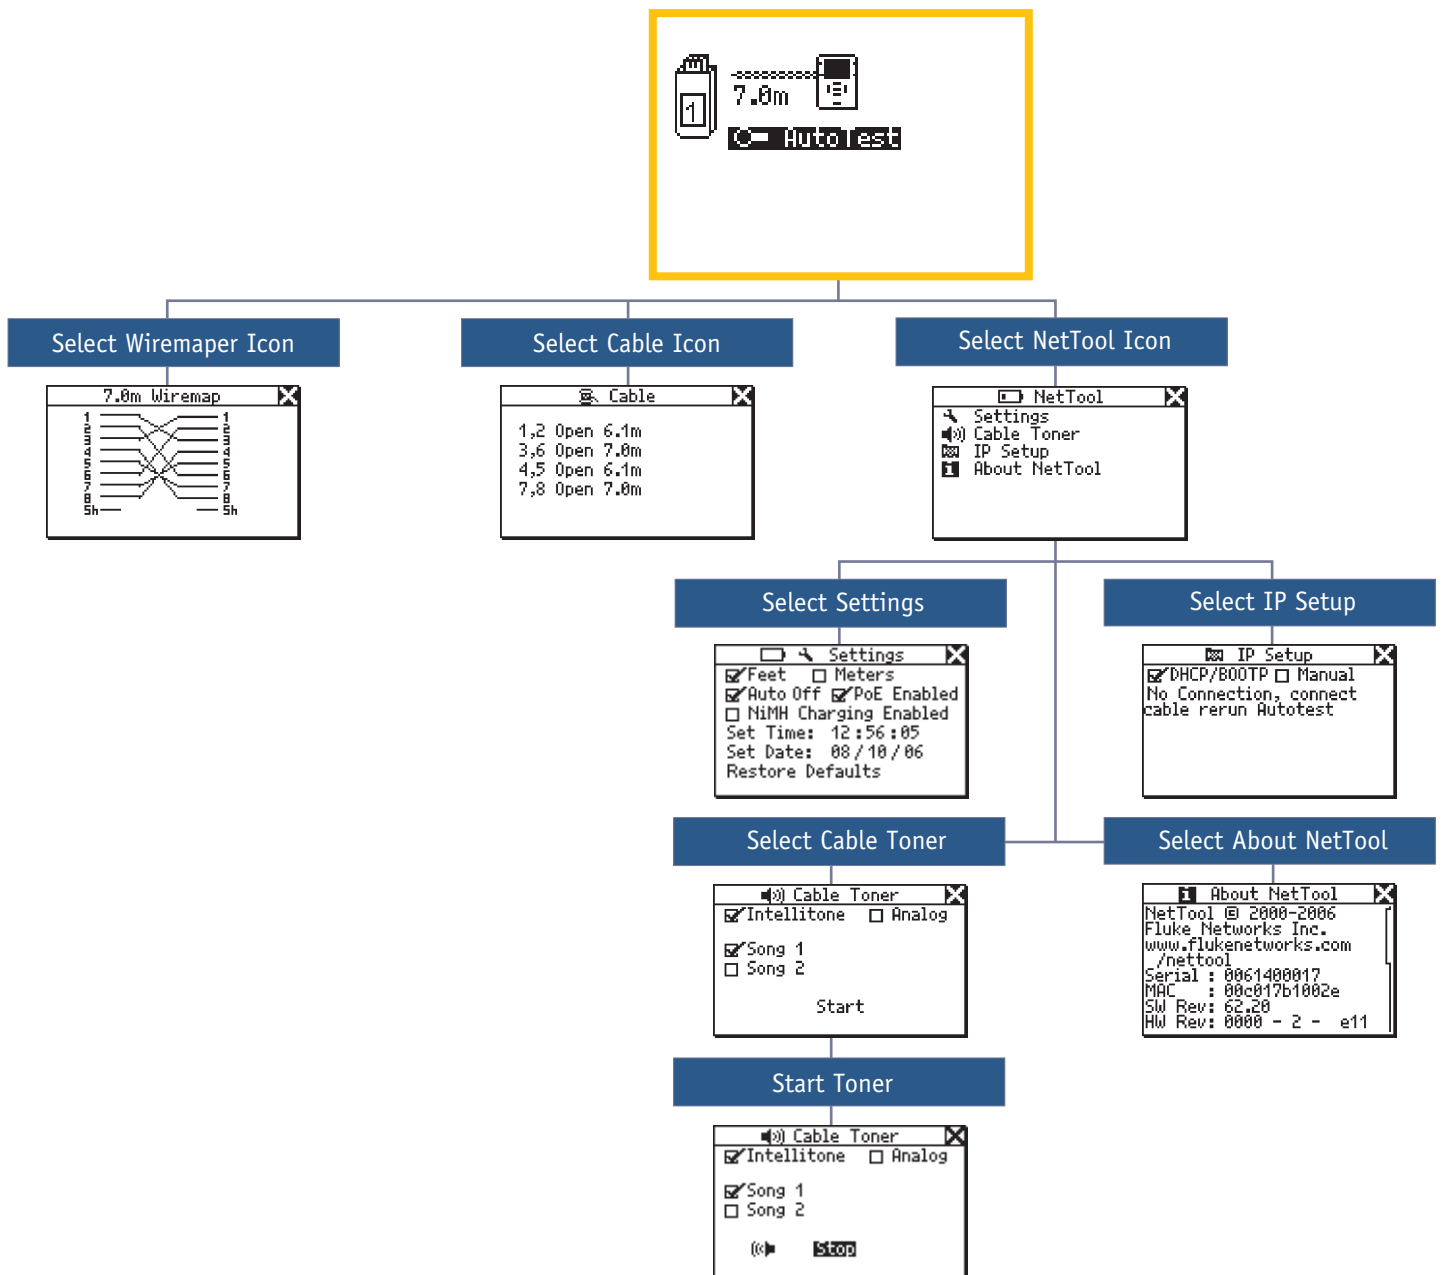 1
7.0m
AutoTest
Select Wiremaper Icon
Select Cable Icon
Select NetTool Icon
7.0m Wiremap
1 1
2 2
3 3
4 4
5 5
6 6
7 7
8 8
Sh Sh
Cable
1,2 Open 6.1m
3,6 Open 7.0m
4,5 Open 6.1m
7,8 Open 7.0m
NetTool
Settings
Cable Toner
IP Setup
About NetTool
Select Settings
Select IP Setup
Settings
Feet Meters
Auto Off PoE Enabled
NiMH Charging Enabled
Set Time: 12:56:05
Set Date: 08/10/06
Restore Defaults
IP Setup
DHCP/BOOTP Manual
No Connection, connect
cable rerun Autotest
Select Cable Toner
Select About NetTool
Cable Toner
Intellitone Analog
Song 1
Song 2
Start
About NetTool
NetTool © 2000-2006
Fluke Networks Inc.
www.flukenetworks.com
/nettool
Serial : 0061400017
MAC : 00c017b1002e
SW Rev: 62.20
HW Rev: 0000 - 2 - e11
Start Toner
Cable Toner
Intellitone Analog
Song 1
Song 2
Stop